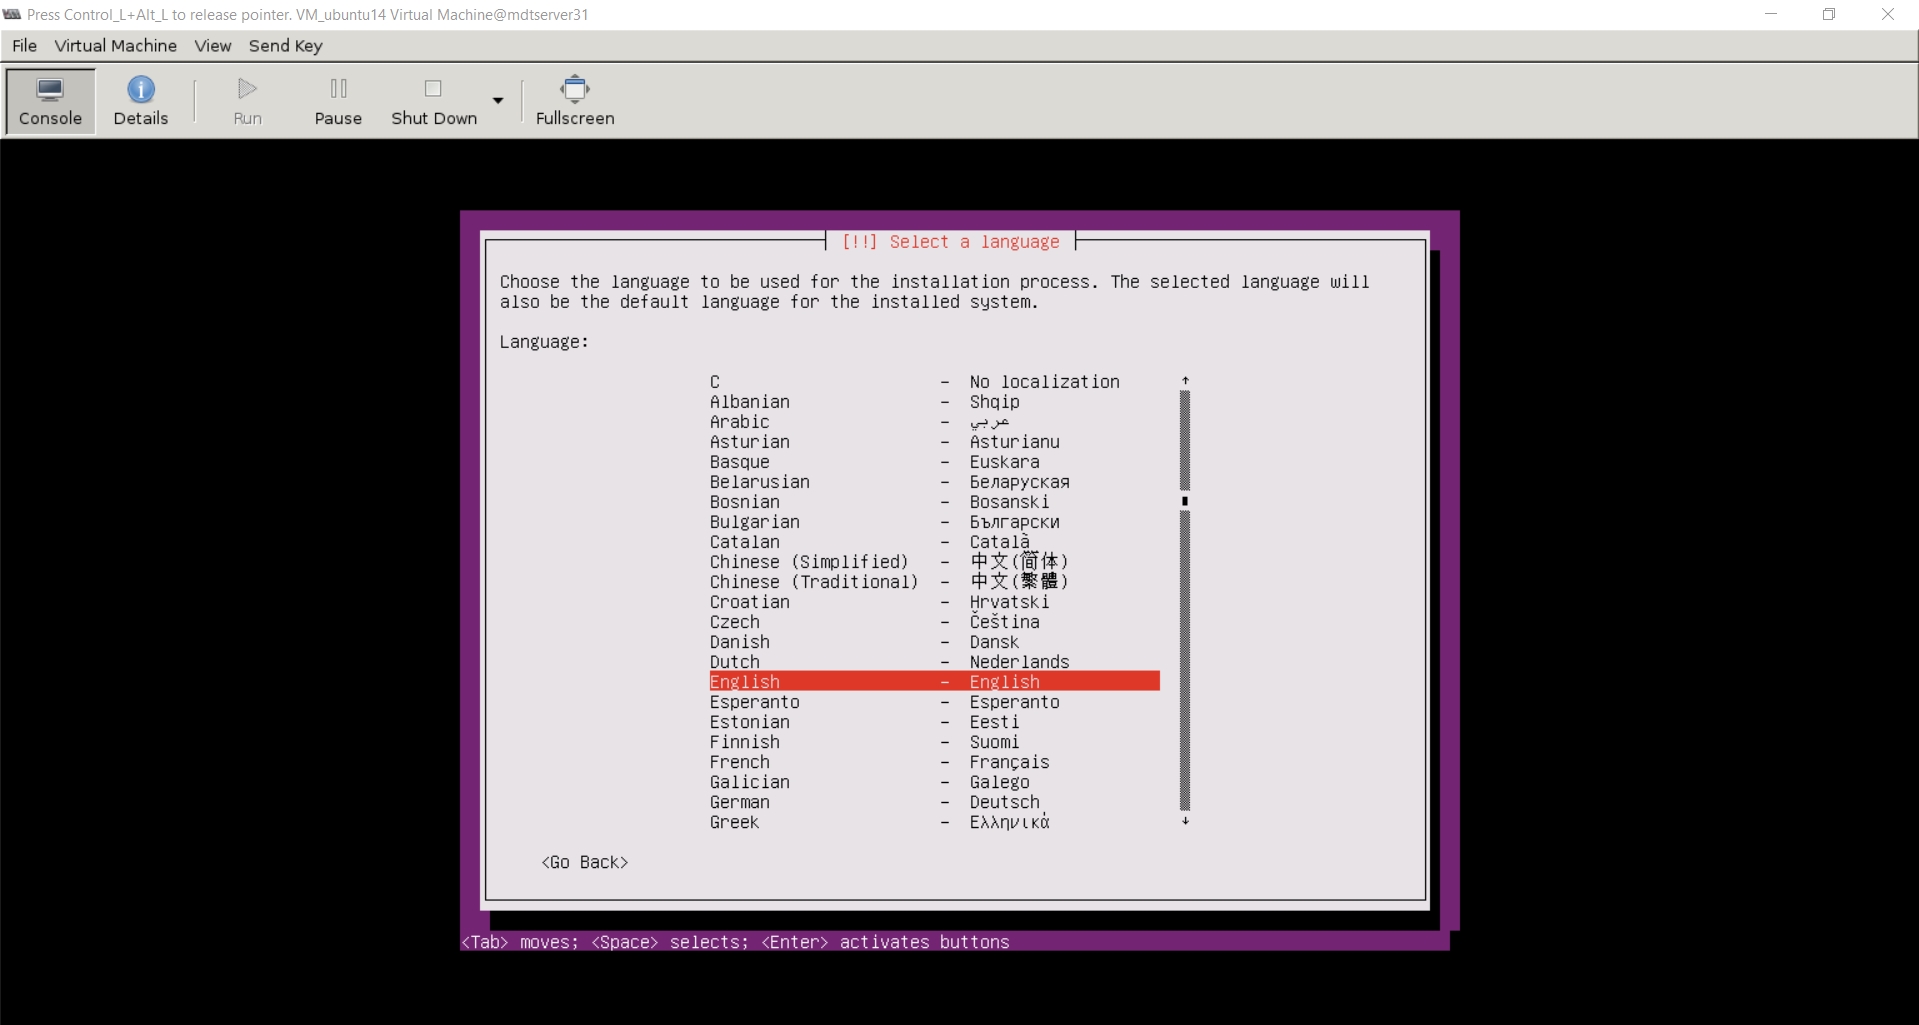 Press Control_L+Alt_L to release pointer. VM_ubuntu14 Virtual Machine@mdtserver31
File Virtual Machine View Send Key
Console Details Run Pause Shut Down Fullscreen
[!!] Select a language
Choose the language to be used for the installation process. The selected language will
also be the default language for the installed system.
Language:
C - No localization
Albanian - Shqip
Arabic - عربي
Asturian - Asturianu
Basque - Euskara
Belarusian - Беларуская
Bosnian - Bosanski
Bulgarian - Български
Catalan - Català
Chinese (Simplified) - 中文(简体)
Chinese (Traditional) - 中文(繁體)
Croatian - Hrvatski
Czech - Čeština
Danish - Dansk
Dutch - Nederlands
English - English
Esperanto - Esperanto
Estonian - Eesti
Finnish - Suomi
French - Français
Galician - Galego
German - Deutsch
Greek - Ελληνικά
<Go Back>
<Tab> moves; <Space> selects; <Enter> activates buttons